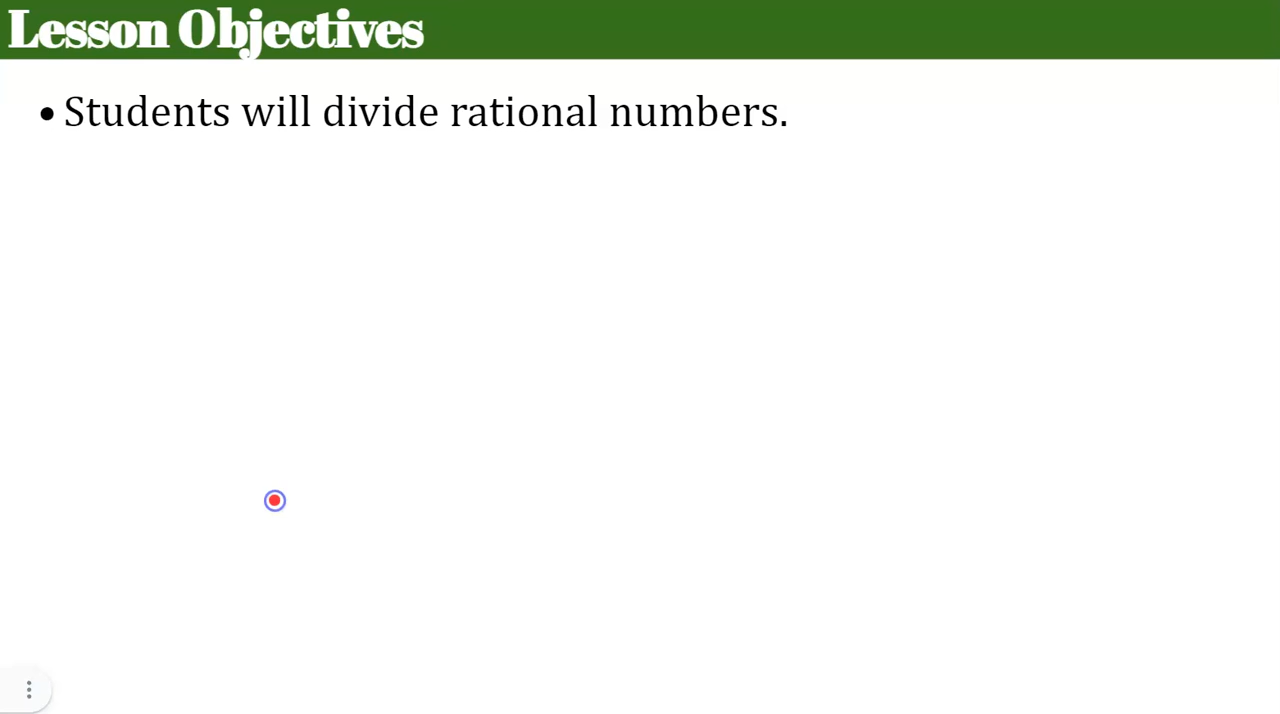 Lesson Objectives
• Students will divide rational numbers.